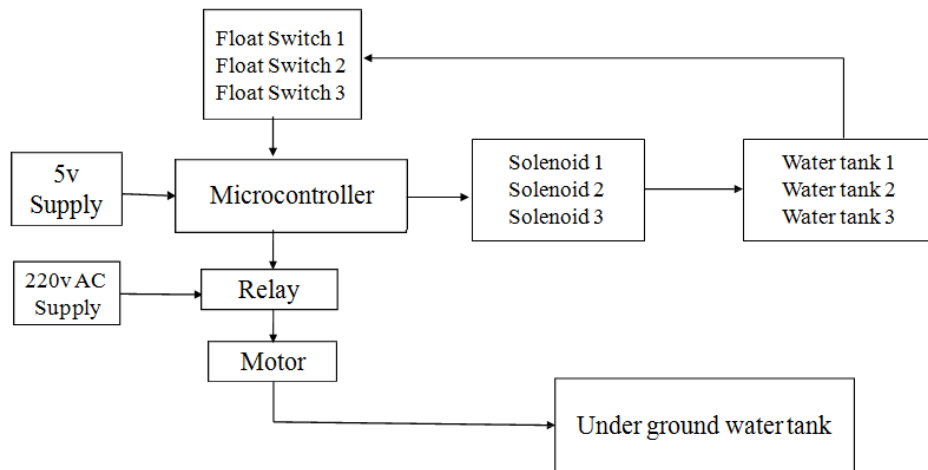 Float Switch 1
Float Switch 2
Float Switch 3
5v
Supply
Microcontroller
Solenoid 1
Solenoid 2
Solenoid 3
Water tank 1
Water tank 2
Water tank 3
220v AC
Supply
Relay
Motor
Under ground water tank